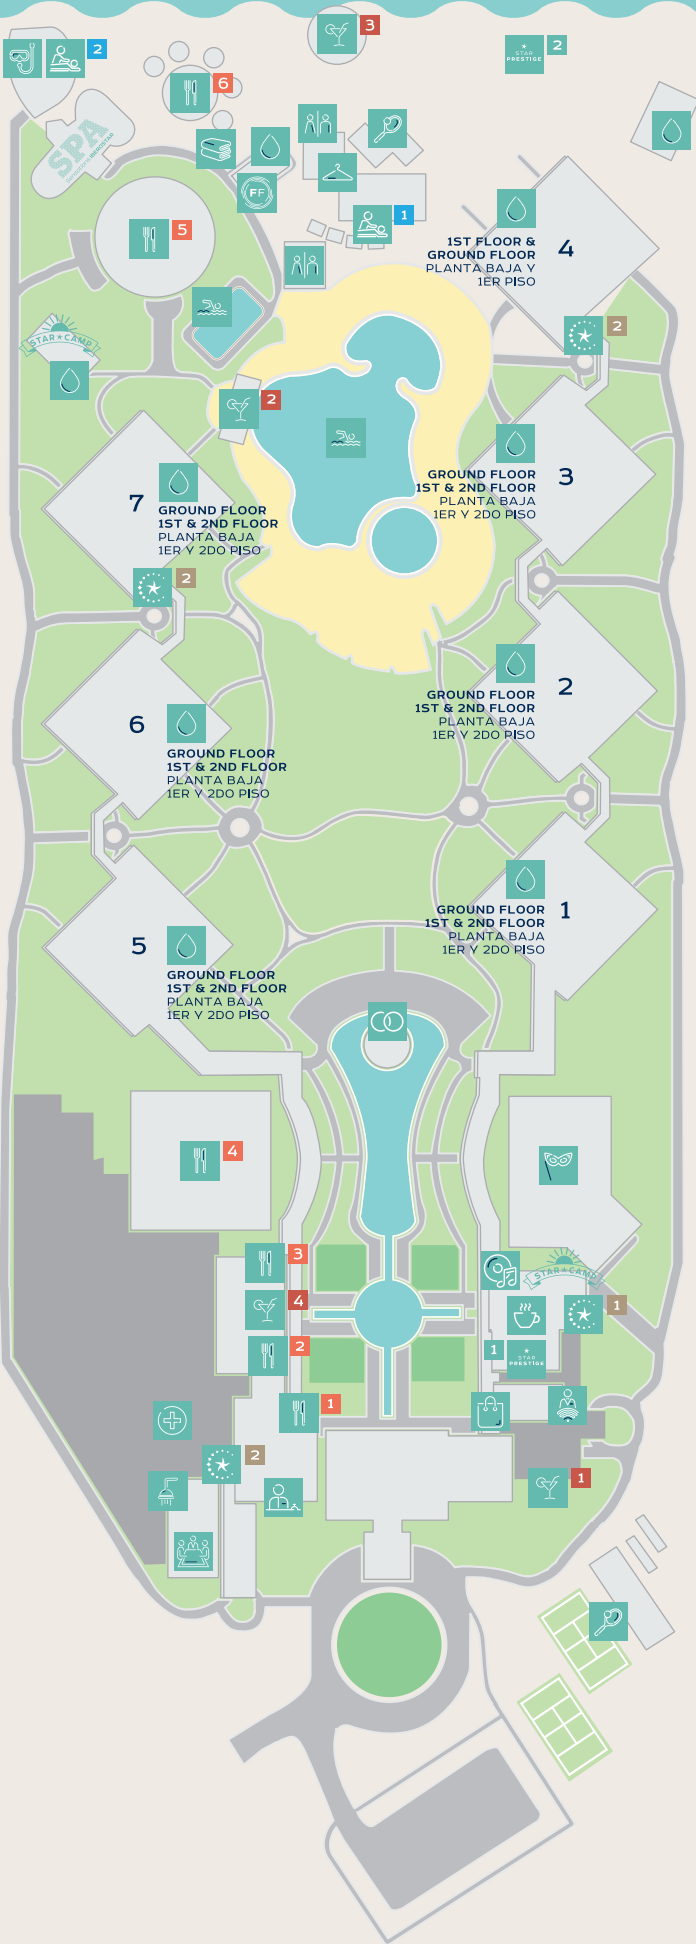 3
2
STAR
PRESTIGE
2
6
SPA
FF
5
1
4
1ST FLOOR &
GROUND FLOOR
PLANTA BAJA Y
1ER PISO
2
STAR★CAMP
2
3
GROUND FLOOR
1ST & 2ND FLOOR
PLANTA BAJA
1ER Y 2DO PISO
7
GROUND FLOOR
1ST & 2ND FLOOR
PLANTA BAJA
1ER Y 2DO PISO
2
2
GROUND FLOOR
1ST & 2ND FLOOR
PLANTA BAJA
1ER Y 2DO PISO
6
GROUND FLOOR
1ST & 2ND FLOOR
PLANTA BAJA
1ER Y 2DO PISO
1
GROUND FLOOR
1ST & 2ND FLOOR
PLANTA BAJA
1ER Y 2DO PISO
5
GROUND FLOOR
1ST & 2ND FLOOR
PLANTA BAJA
1ER Y 2DO PISO
4
3
STAR★CAMP
4
1
2
1
STAR
PRESTIGE
1
2
1